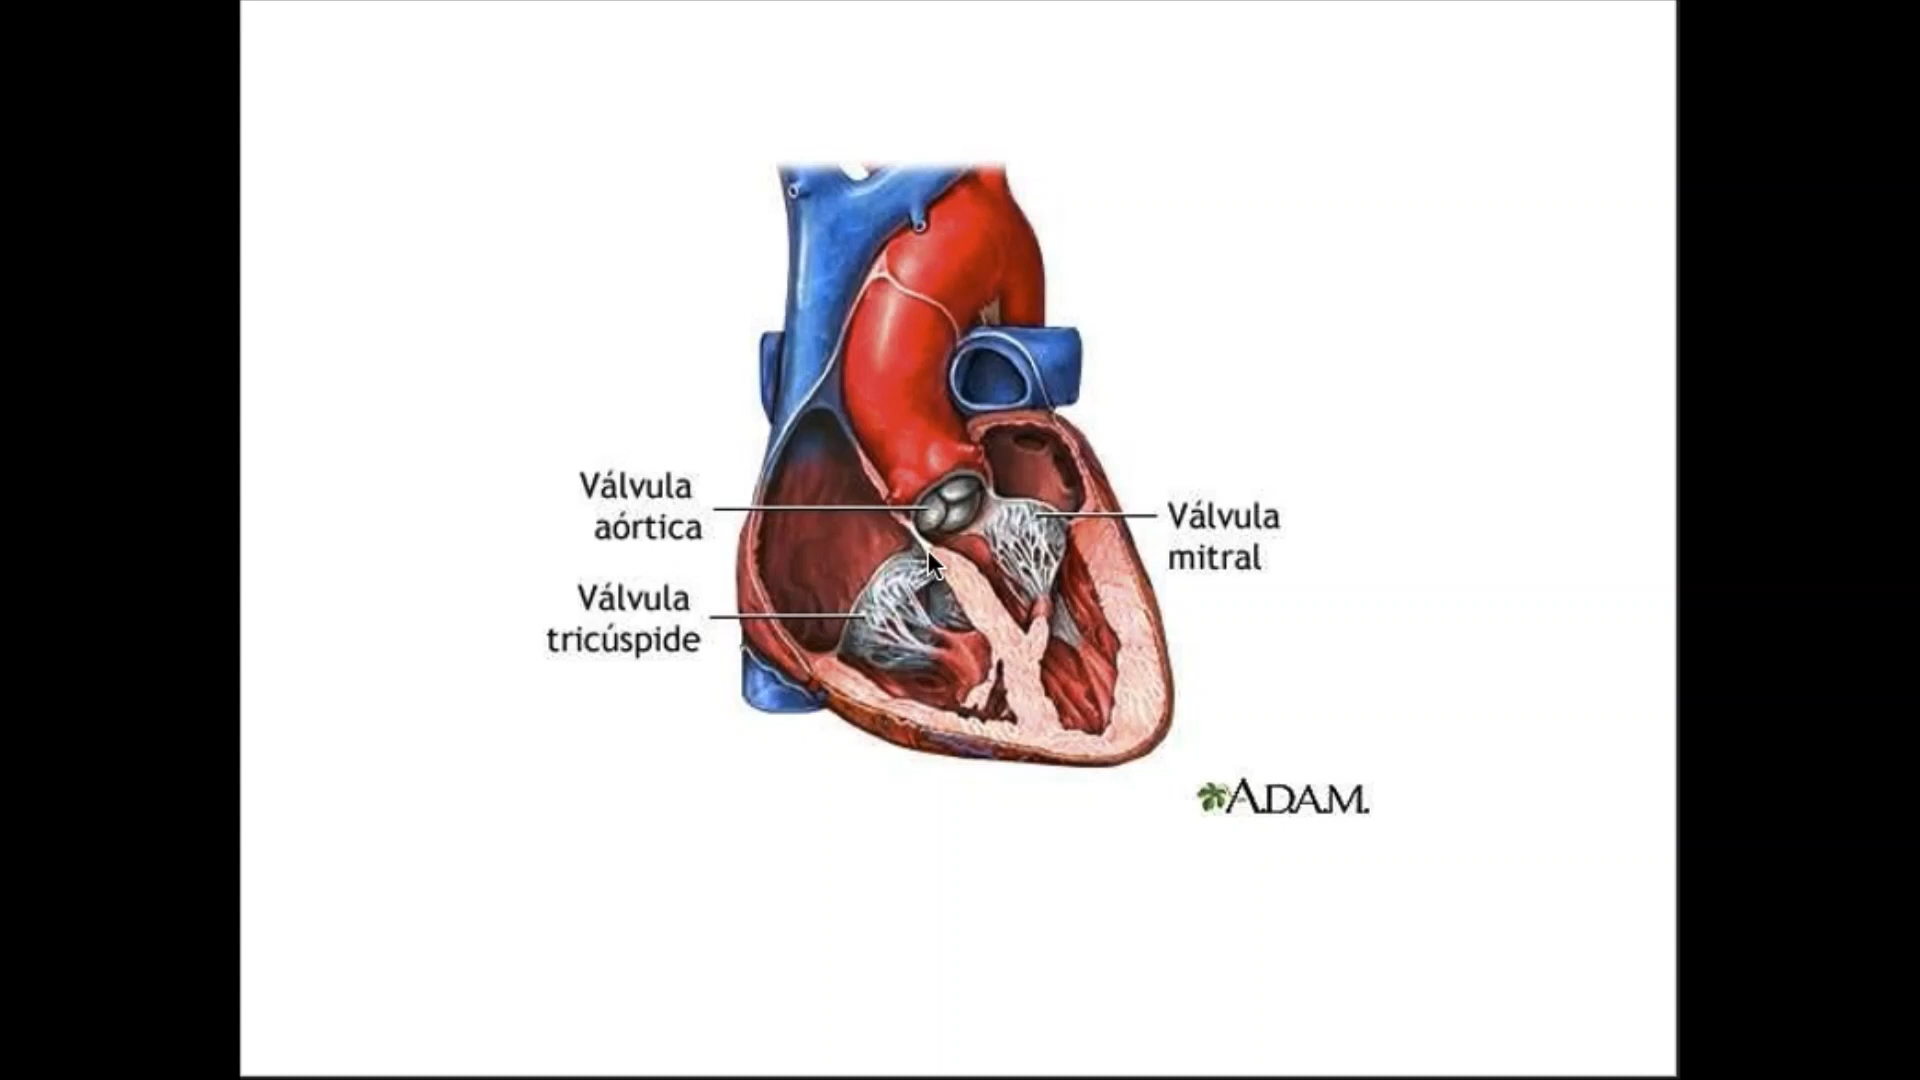 Válvula
aórtica
Válvula
mitral
Válvula
tricúspide
A.D.A.M.